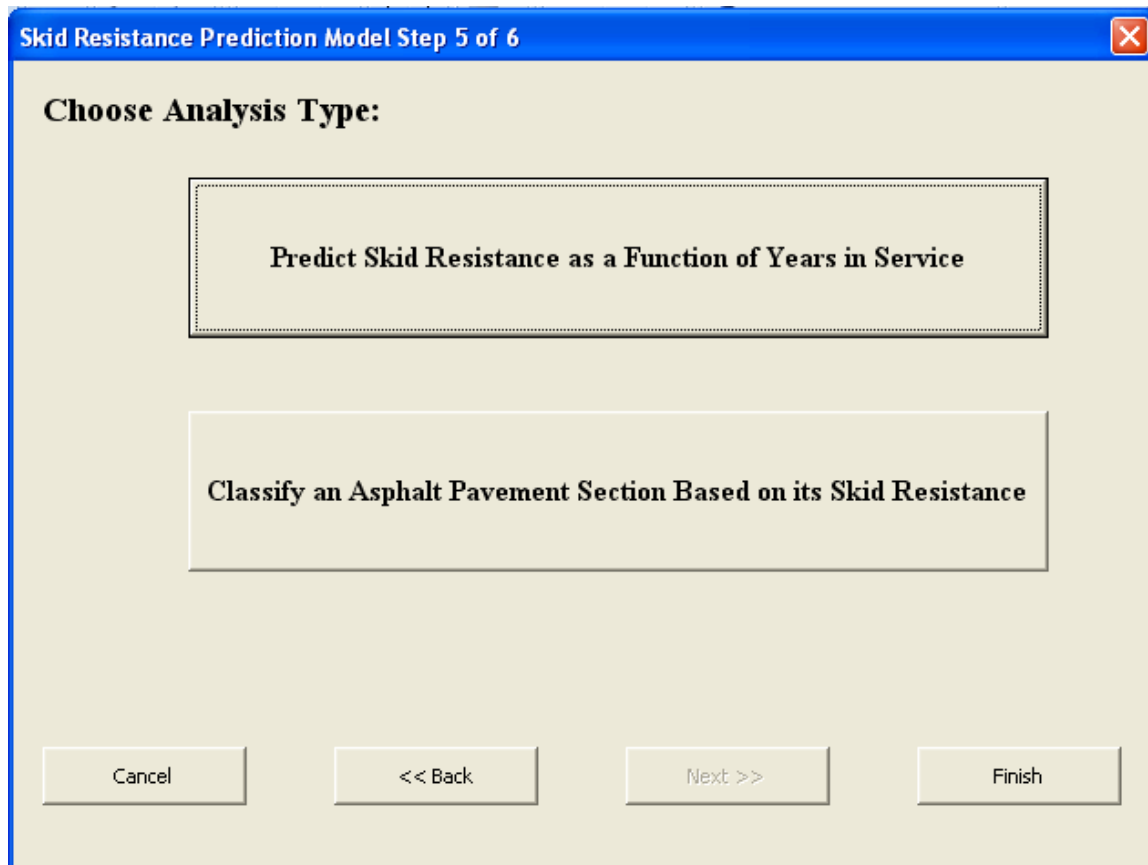 Skid Resistance Prediction Model Step 5 of 6
Choose Analysis Type:
Predict Skid Resistance as a Function of Years in Service
Classify an Asphalt Pavement Section Based on its Skid Resistance
Cancel
<< Back
Next >>
Finish